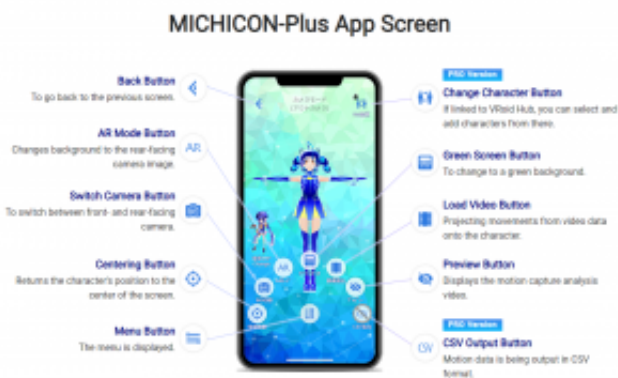 MICHICON-Plus App Screen
Back Button
To go back to the previous screen.
AR Mode Button
Changes background to the rear-facing
camera image.
AR
Switch Camera Button
To switch between front- and rear-facing
camera.
Centering Button
Returns the character's position to the
center of the screen.
Menu Button
The menu is displayed.
AR
PRO Version
Change Character Button
If linked to VRoid Hub, you can select and
add characters from there.
Green Screen Button
To change to a green background.
Load Video Button
Projecting movements from video data
onto the character.
Preview Button
Displays the motion capture analysis
video.
PRO Version
CSV
CSV Output Button
Motion data is being output in CSV
format.